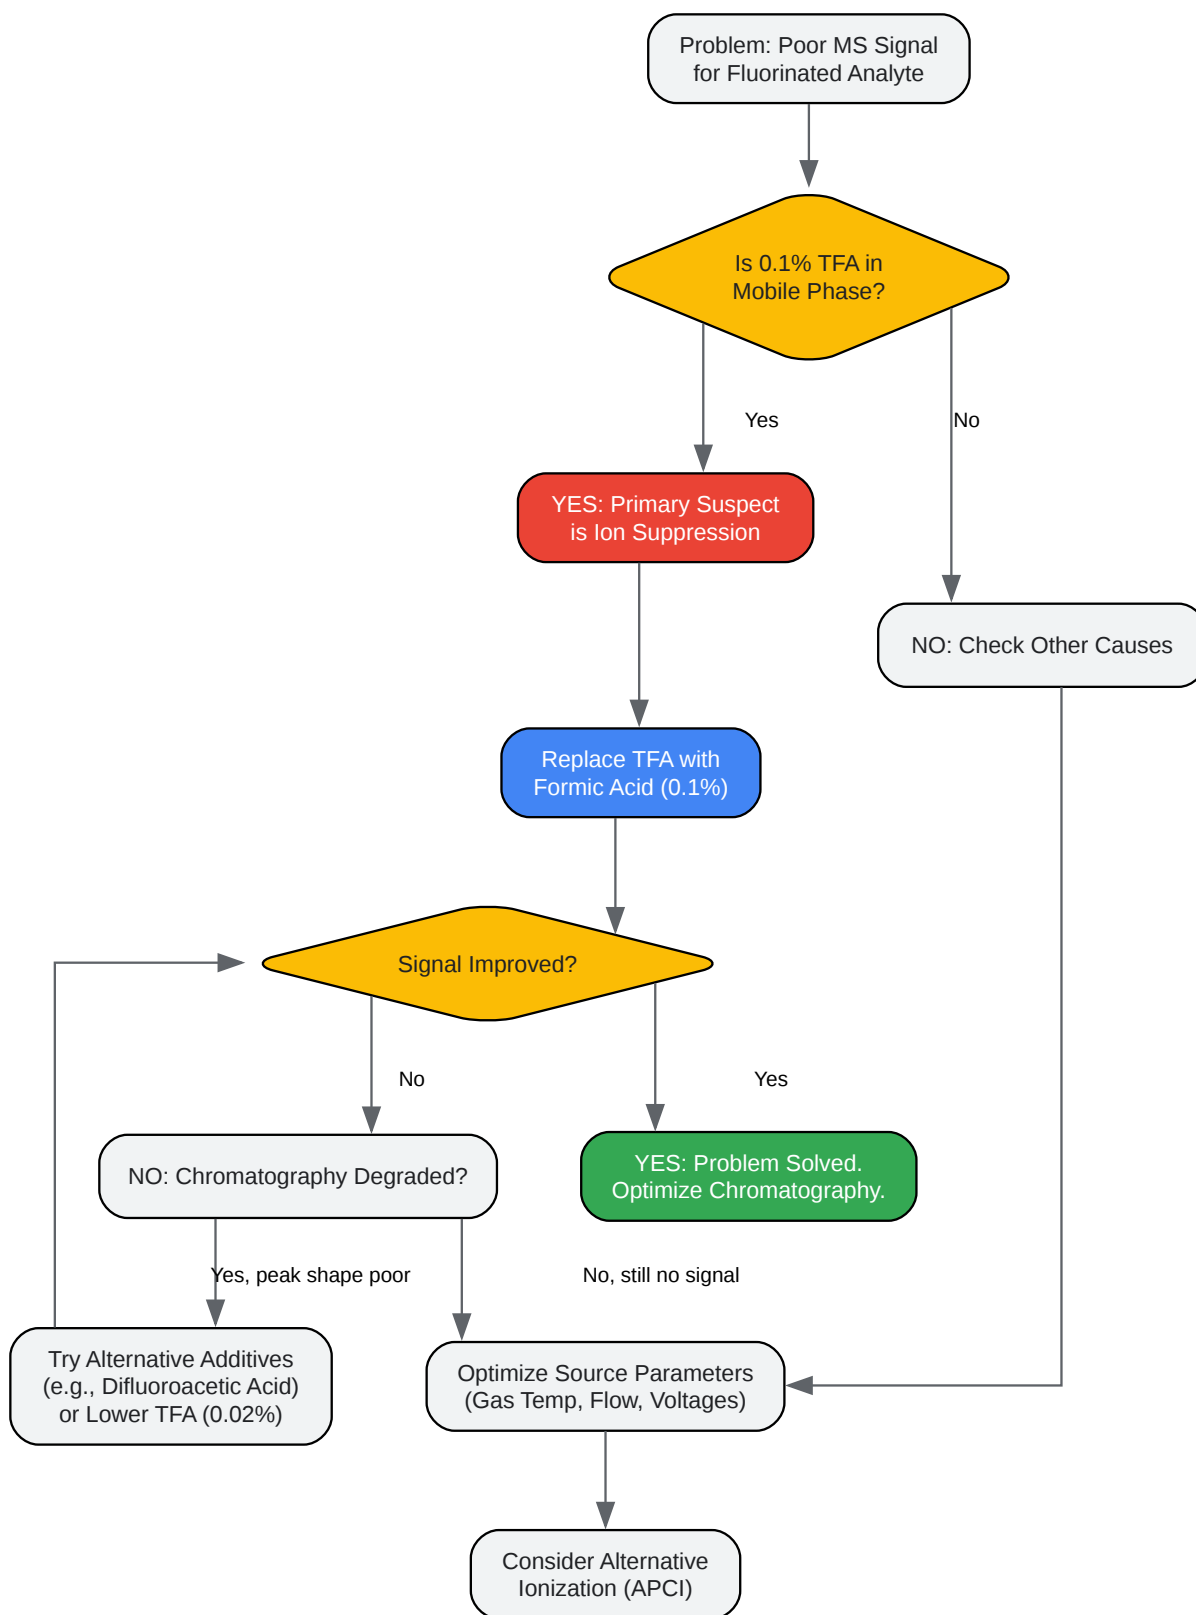 Problem: Poor MS Signal
for Fluorinated Analyte
Is 0.1% TFA in
Mobile Phase?
Yes
No
YES: Primary Suspect
is Ion Suppression
NO: Check Other Causes
Replace TFA with
Formic Acid (0.1%)
Signal Improved?
No
Yes
NO: Chromatography Degraded?
YES: Problem Solved.
Optimize Chromatography.
Yes, peak shape poor
No, still no signal
Try Alternative Additives
(e.g., Difluoroacetic Acid)
or Lower TFA (0.02%)
Optimize Source Parameters
(Gas Temp, Flow, Voltages)
Consider Alternative
Ionization (APCI)